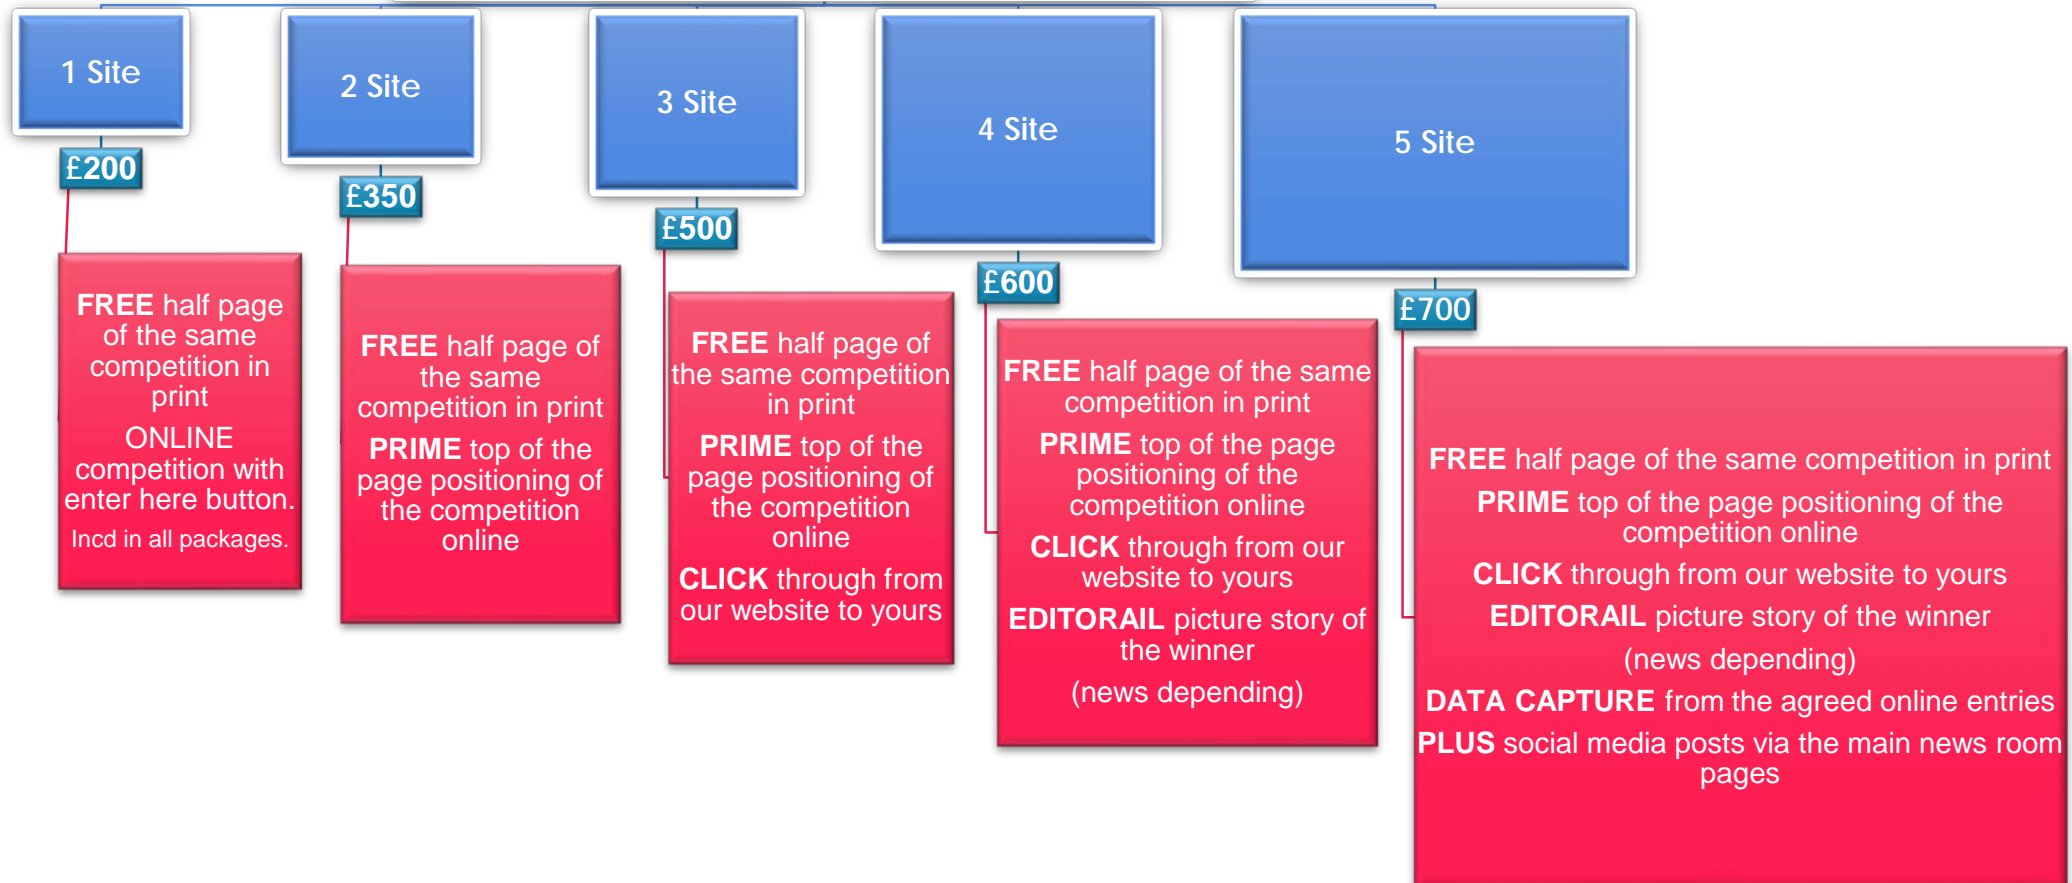 1 Site
£200
FREE half page
of the same
competition in
print
ONLINE
competition with
enter here button.
Incd in all packages.
2 Site
£350
FREE half page of
the same
competition in print
PRIME top of the
page positioning of
the competition
online
3 Site
£500
FREE half page of
the same competition
in print
PRIME top of the
page positioning of
the competition
online
CLICK through from
our website to yours
4 Site
£600
FREE half page of the same
competition in print
PRIME top of the page
positioning of the
competition online
CLICK through from our
website to yours
EDITORAIL picture story of
the winner
(news depending)
5 Site
£700
FREE half page of the same competition in print
PRIME top of the page positioning of the
competition online
CLICK through from our website to yours
EDITORAIL picture story of the winner
(news depending)
DATA CAPTURE from the agreed online entries
PLUS social media posts via the main news room
pages